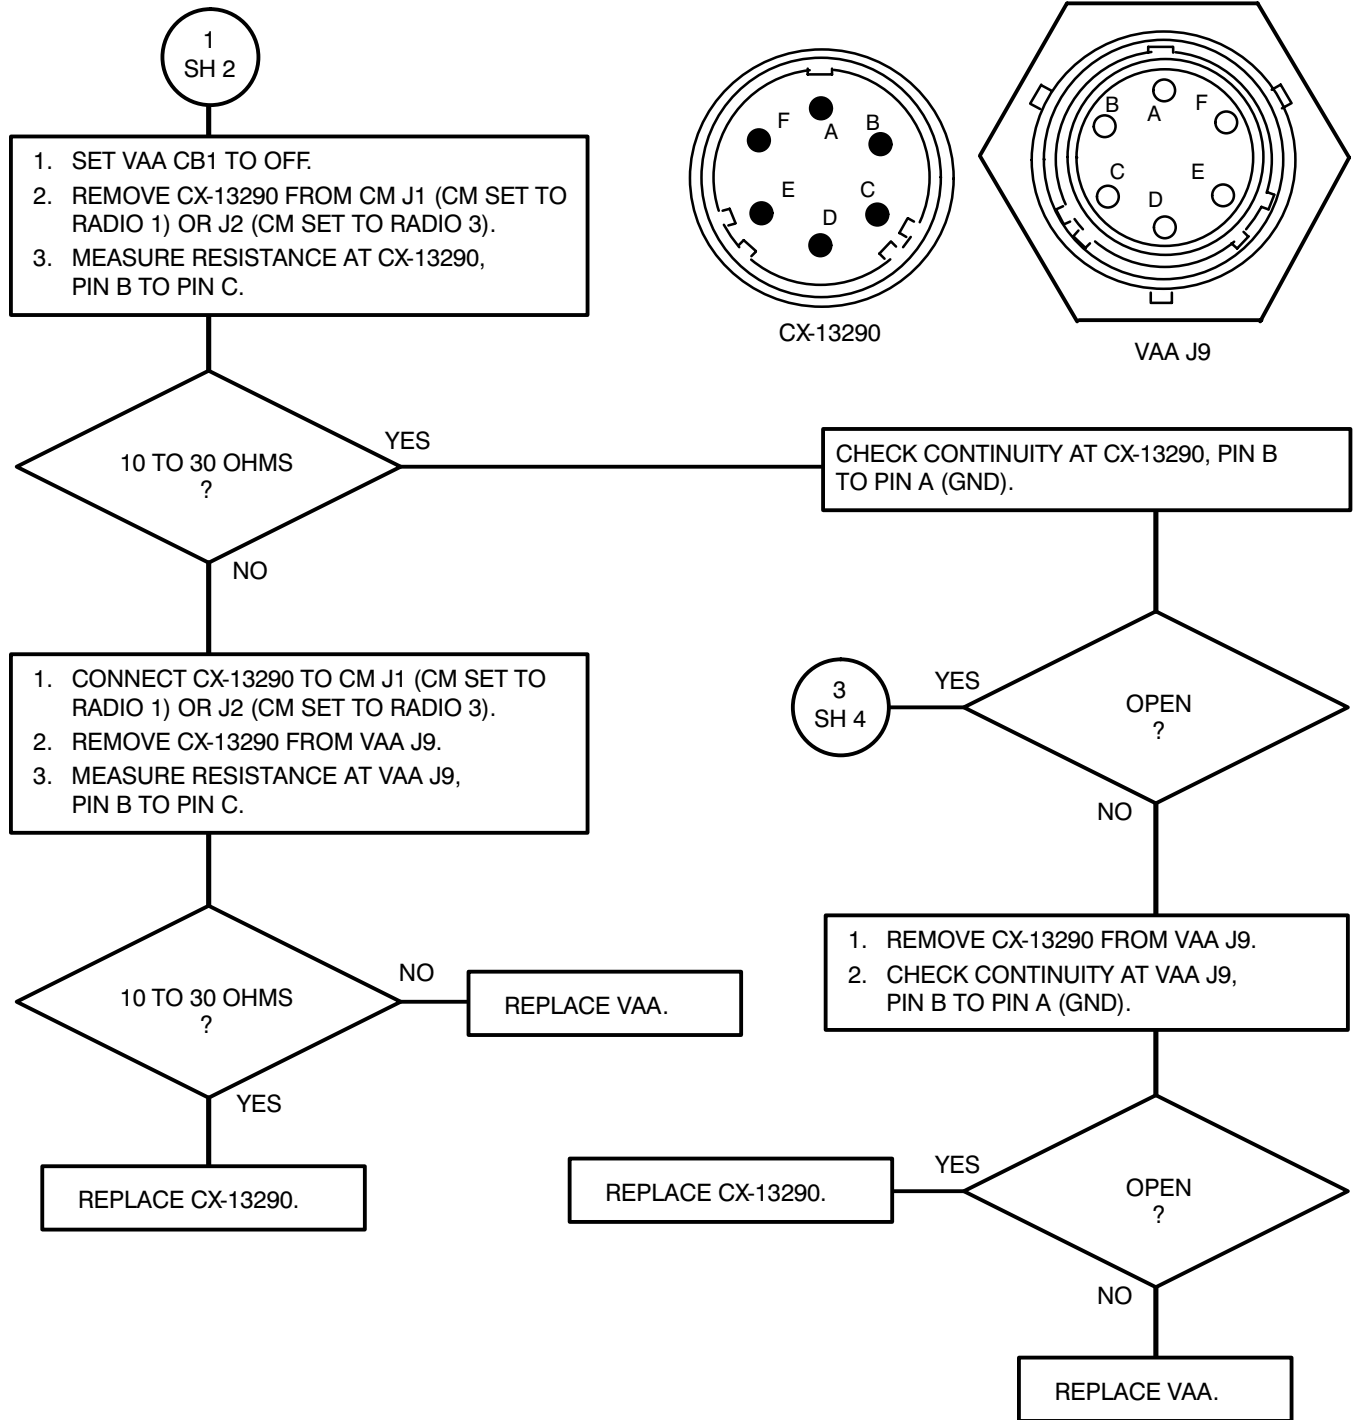 1
SH 2
1. SET VAA CB1 TO OFF.
2. REMOVE CX-13290 FROM CM J1 (CM SET TO
RADIO 1) OR J2 (CM SET TO RADIO 3).
3. MEASURE RESISTANCE AT CX-13290,
PIN B TO PIN C.
F
A
B
E
C
D
CX-13290
B
A
F
C
D
E
VAA J9
10 TO 30 OHMS
?
YES
NO
CHECK CONTINUITY AT CX-13290, PIN B
TO PIN A (GND).
1. CONNECT CX-13290 TO CM J1 (CM SET TO
RADIO 1) OR J2 (CM SET TO RADIO 3).
2. REMOVE CX-13290 FROM VAA J9.
3. MEASURE RESISTANCE AT VAA J9,
PIN B TO PIN C.
3
SH 4
YES
OPEN
?
NO
10 TO 30 OHMS
?
NO
REPLACE VAA.
YES
REPLACE CX-13290.
1. REMOVE CX-13290 FROM VAA J9.
2. CHECK CONTINUITY AT VAA J9,
PIN B TO PIN A (GND).
REPLACE CX-13290.
YES
OPEN
?
NO
REPLACE VAA.